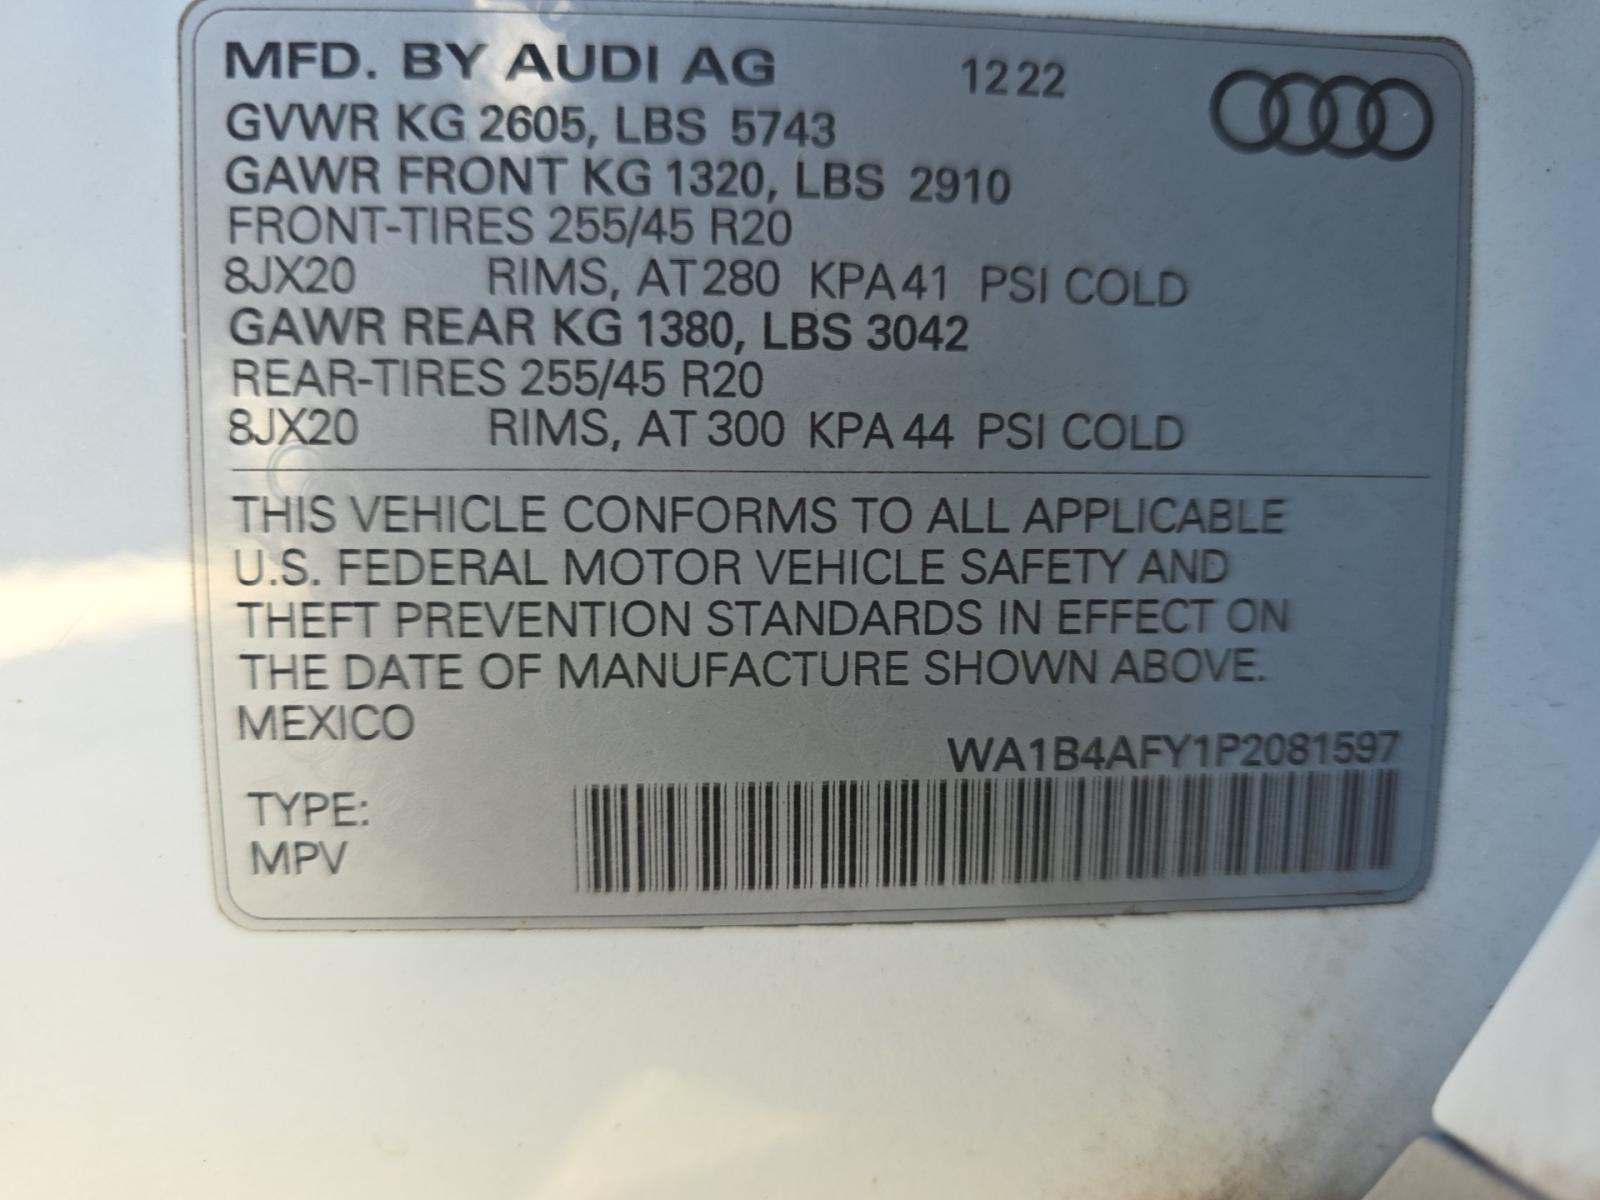 MFD. BY AUDI AG 1222
GVWR KG 2605, LBS 5743
GAWR FRONT KG 1320, LBS 2910
FRONT-TIRES 255/45 R20
8JX20 RIMS, AT 280 KPA 41 PSI COLD
GAWR REAR KG 1380, LBS 3042
REAR-TIRES 255/45 R20
8JX20 RIMS, AT 300 KPA 44 PSI COLD
THIS VEHICLE CONFORMS TO ALL APPLICABLE
U.S. FEDERAL MOTOR VEHICLE SAFETY AND
THEFT PREVENTION STANDARDS IN EFFECT ON
THE DATE OF MANUFACTURE SHOWN ABOVE.
MEXICO
WA1B4AFY1P2081597
TYPE:
MPV